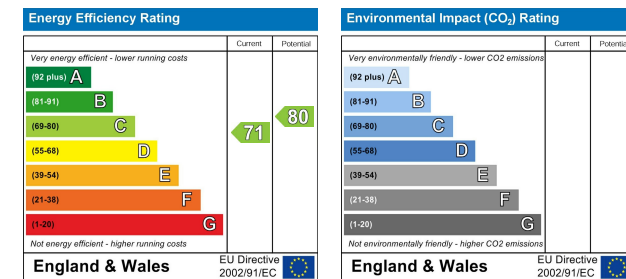 Energy Efficiency Rating
Current Potential
Very energy efficient - lower running costs
(92 plus) A
(81-91) B
(69-80) C
(55-68) D
(39-54) E
(21-38) F
(1-20) G
71
80
Not energy efficient - higher running costs
England & Wales
EU Directive
2002/91/EC
Environmental Impact (CO₂) Rating
Current Potential
Very environmentally friendly - lower CO2 emissions
(92 plus) A
(81-91) B
(69-80) C
(55-68) D
(39-54) E
(21-38) F
(1-20) G
Not environmentally friendly - higher CO2 emissions
England & Wales
EU Directive
2002/91/EC